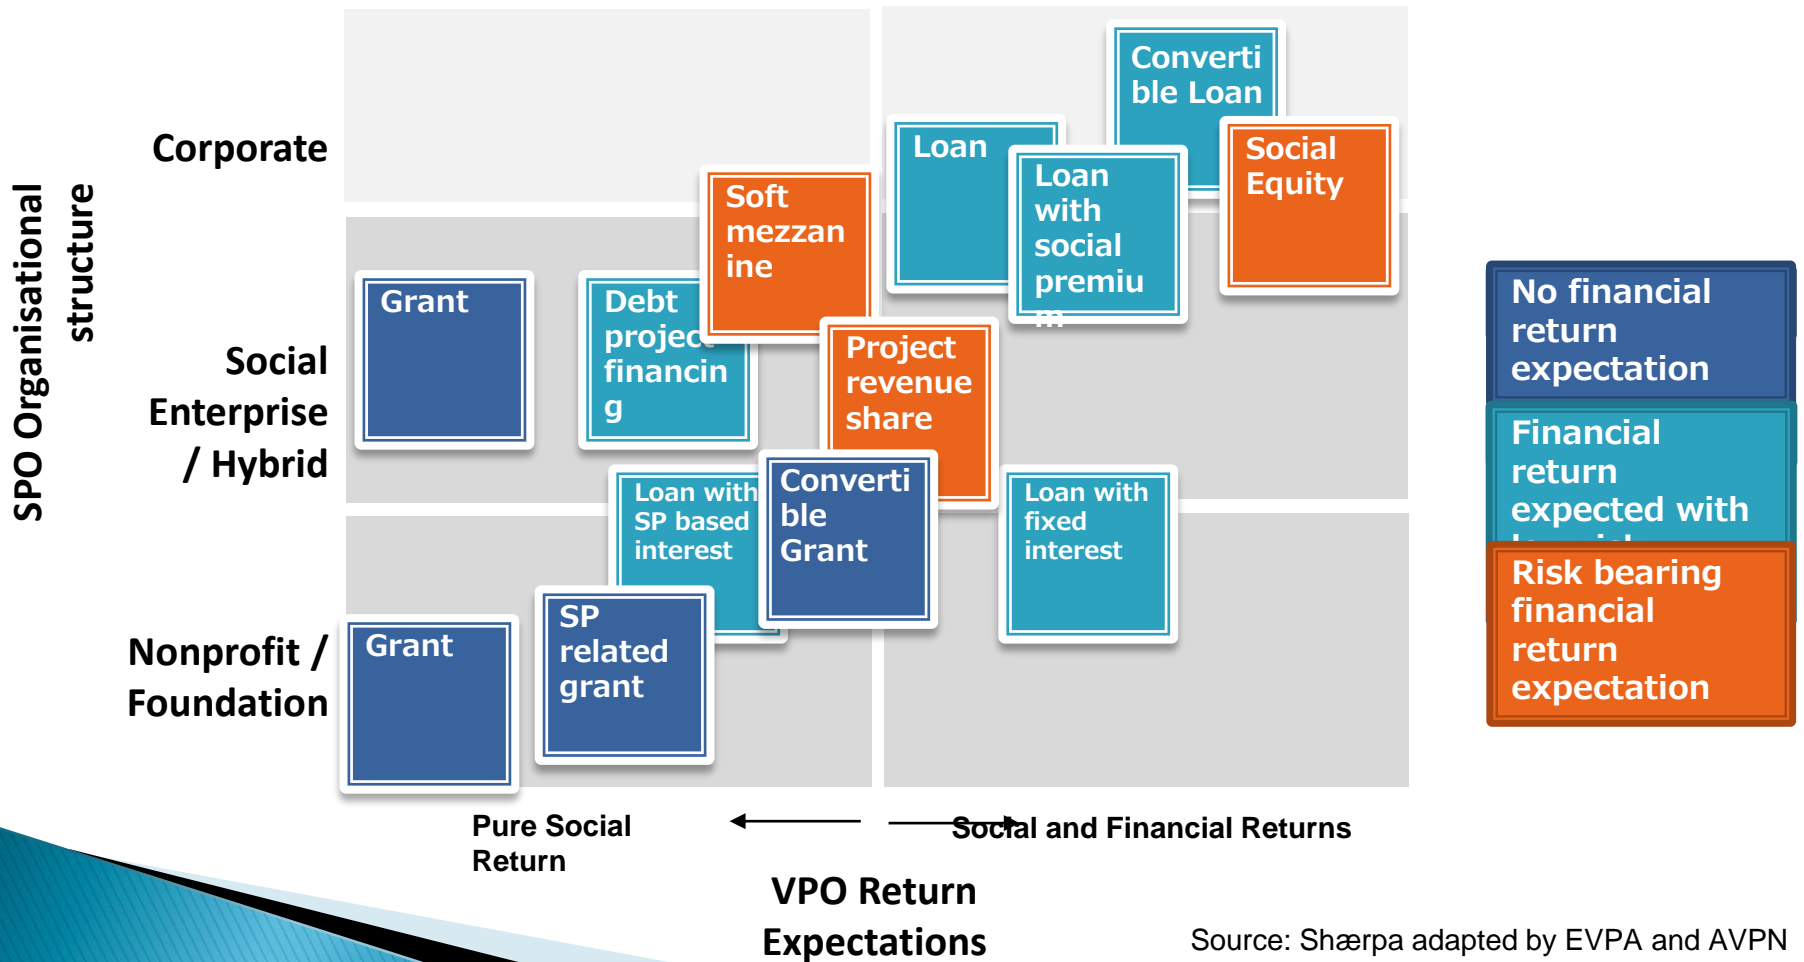 SPO Organisational
structure
Corporate
Social
Enterprise
/ Hybrid
Nonprofit /
Foundation
Converti
ble Loan
Loan
Loan
with
social
premiu
m
Social
Equity
Soft
mezzan
ine
Grant
Debt
project
financin
g
Project
revenue
share
Loan with
SP based
interest
Converti
ble
Grant
Loan with
fixed
interest
Grant
SP
related
grant
No financial
return
expectation
Financial
return
expected with
Risk bearing
financial
return
expectation
Pure Social
Return
Social and Financial Returns
VPO Return
Expectations
Source: Shærpa adapted by EVPA and AVPN